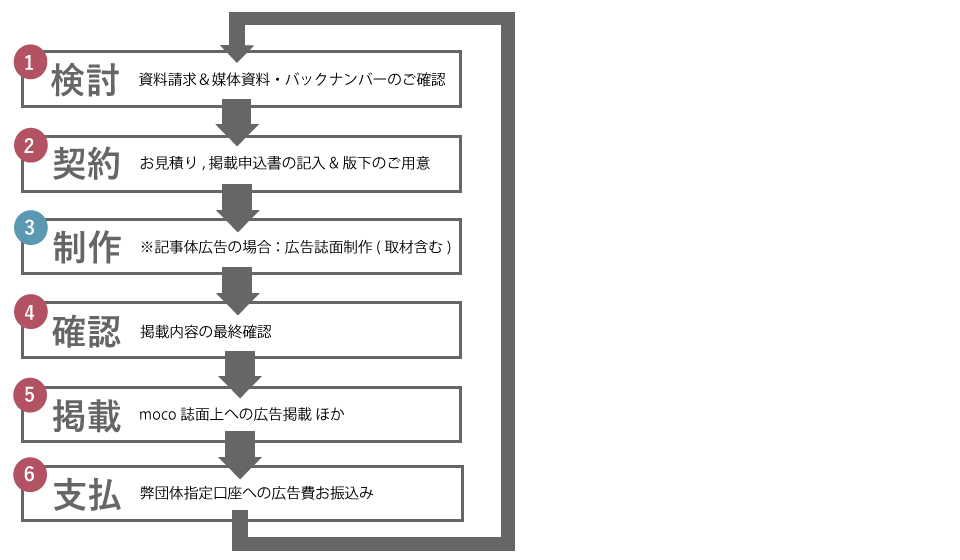 1
検討 資料請求＆媒体資料・バックナンバーのご確認
2
契約 お見積り , 掲載申込書の記入 & 版下のご用意
3
制作 ※記事体広告の場合：広告誌面制作 ( 取材含む )
4
確認 掲載内容の最終確認
5
掲載 moco 誌面上への広告掲載 ほか
6
支払 弊団体指定口座への広告費お振込み